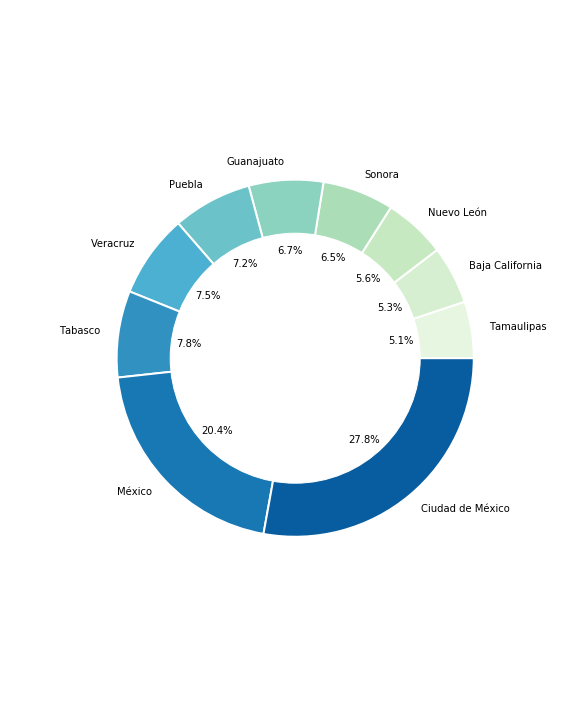 Guanajuato
Sonora
Puebla
Nuevo León
Veracruz
Baja California
Tabasco
Tamaulipas
México
Ciudad de México
6.7%
6.5%
7.2%
5.6%
7.5%
5.3%
7.8%
5.1%
20.4%
27.8%